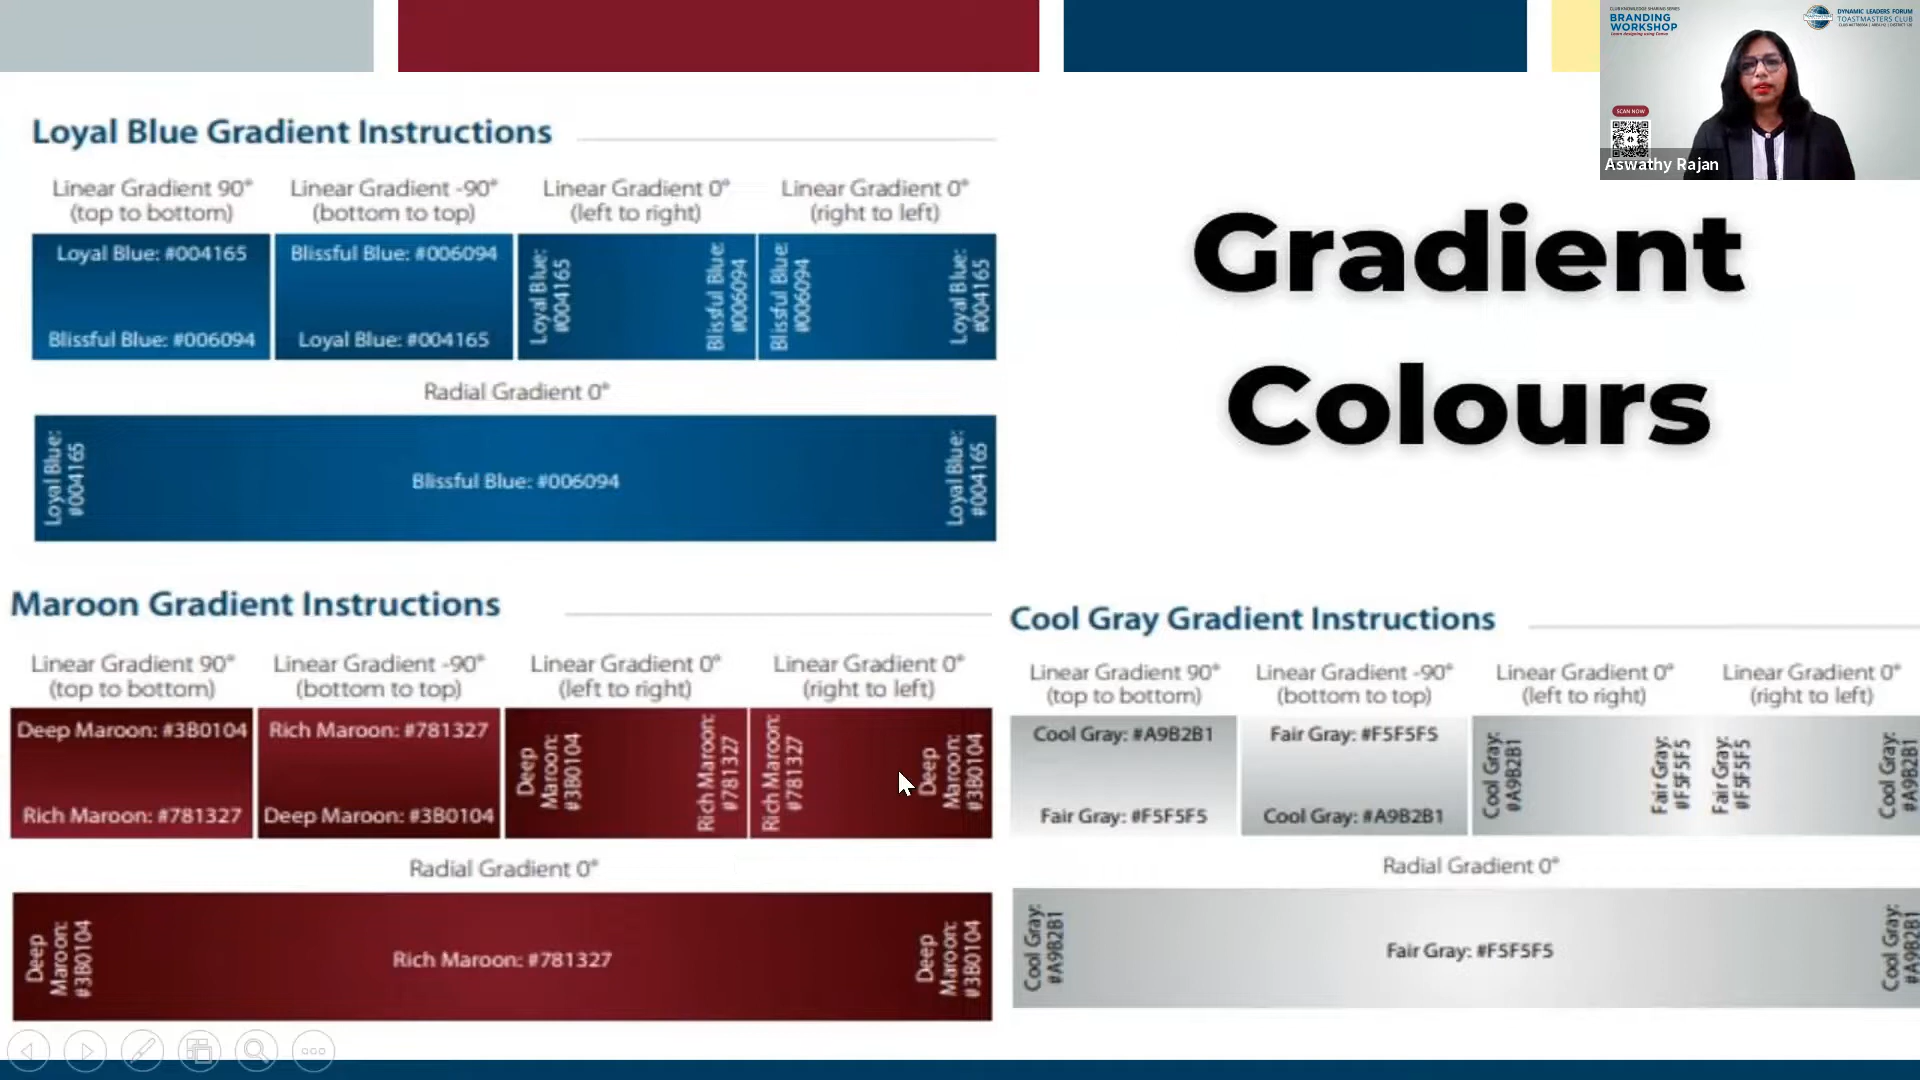 Loyal Blue Gradient Instructions
Linear Gradient 90°
(top to bottom)
Linear Gradient -90°
(bottom to top)
Linear Gradient 0°
(left to right)
Linear Gradient 0°
(right to left)
Loyal Blue: #004165
Blissful Blue: #006094
Blissful Blue: #006094
Loyal Blue: #004165
Loyal Blue:
#004165
Blissful Blue:
#006094
Blissful Blue:
#006094
Loyal Blue:
#004165
Radial Gradient 0°
Loyal Blue:
#004165
Blissful Blue: #006094
Loyal Blue:
#004165
Gradient
Colours
CLUB KNOWLEDGE SHARING SERIES
BRANDING
WORKSHOP
Learn designing using Canva
DYNAMIC LEADERS FORUM
TOASTMASTERS CLUB
SCAN NOW
Aswathy Rajan
Maroon Gradient Instructions
Linear Gradient 90°
(top to bottom)
Linear Gradient -90°
(bottom to top)
Linear Gradient 0°
(left to right)
Linear Gradient 0°
(right to left)
Deep Maroon: #3B0104
Rich Maroon: #781327
Rich Maroon: #781327
Deep Maroon: #3B0104
Deep
Maroon:
#3B0104
Rich Maroon:
#781327
Rich Maroon:
#781327
Deep
Maroon:
#3B0104
Radial Gradient 0°
Deep
Maroon:
#3B0104
Rich Maroon: #781327
Deep
Maroon:
#3B0104
Cool Gray Gradient Instructions
Linear Gradient 90°
(top to bottom)
Linear Gradient -90°
(bottom to top)
Linear Gradient 0°
(left to right)
Linear Gradient 0°
(right to left)
Cool Gray: #A9B2B1
Fair Gray: #F5F5F5
Fair Gray: #F5F5F5
Cool Gray: #A9B2B1
Cool Gray:
#A9B2B1
Fair Gray:
#F5F5F5
Fair Gray:
#F5F5F5
Cool Gray:
#A9B2B1
Radial Gradient 0°
Cool Gray:
#A9B2B1
Fair Gray: #F5F5F5
Cool Gray:
#A9B2B1